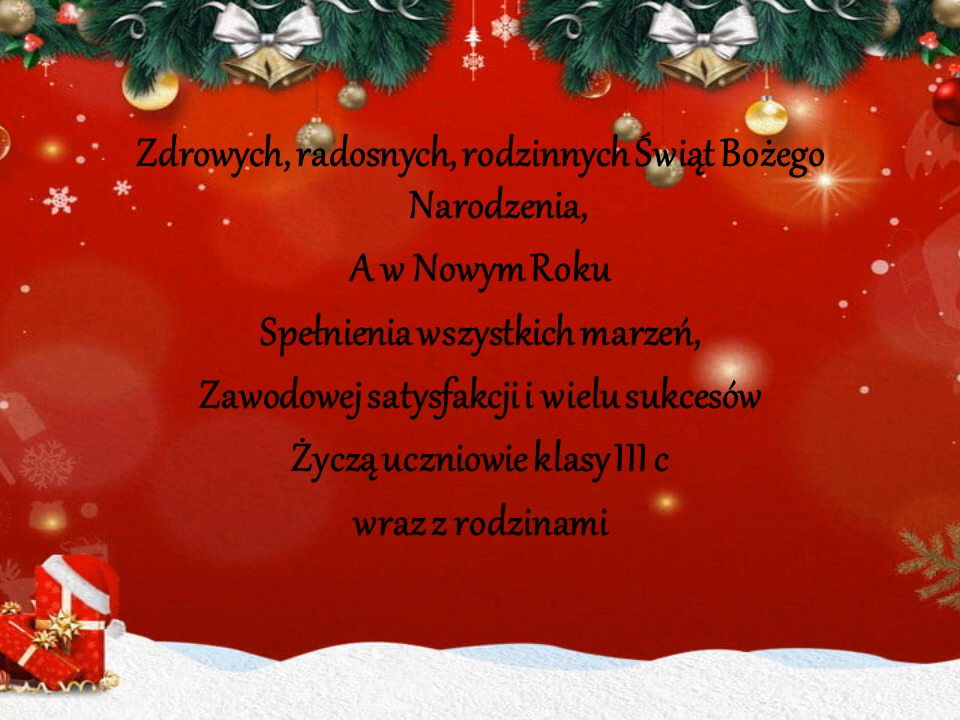 Zdrowych, radosnych, rodzinnych Świąt Bożego
Narodzenia,
A w Nowym Roku
Spełnienia wszystkich marzeń,
Zawodowej satysfakcji i wielu sukcesów
Życzą uczniowie klasy III c
wraz z rodzinami